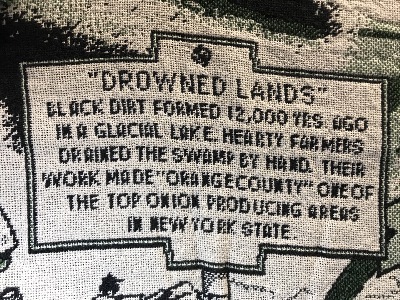 "DROWNED LANDS"
BLACK DIRT FORMED 12,000 YRS. AGO
IN A GLACIAL LAKE. HEARTY FARMERS
DRAINED THE SWAMP BY HAND. THEIR
WORK MADE "ORANGE COUNTY" ONE OF
THE TOP ONION PRODUCING AREAS
IN NEW YORK STATE